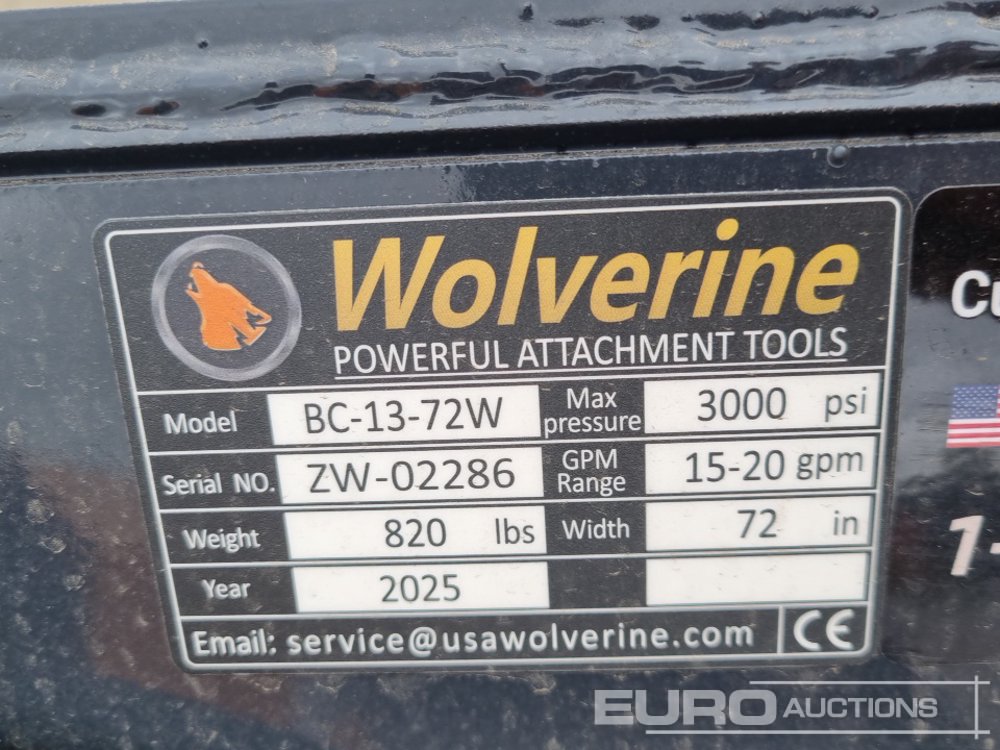 Wolverine
POWERFUL ATTACHMENT TOOLS
Model BC-13-72W Max pressure 3000 psi
Serial NO. ZW-02286 GPM Range 15-20 gpm
Weight 820 lbs Width 72 in
Year 2025
Email: service@usawolverine.com CE
EURO AUCTIONS